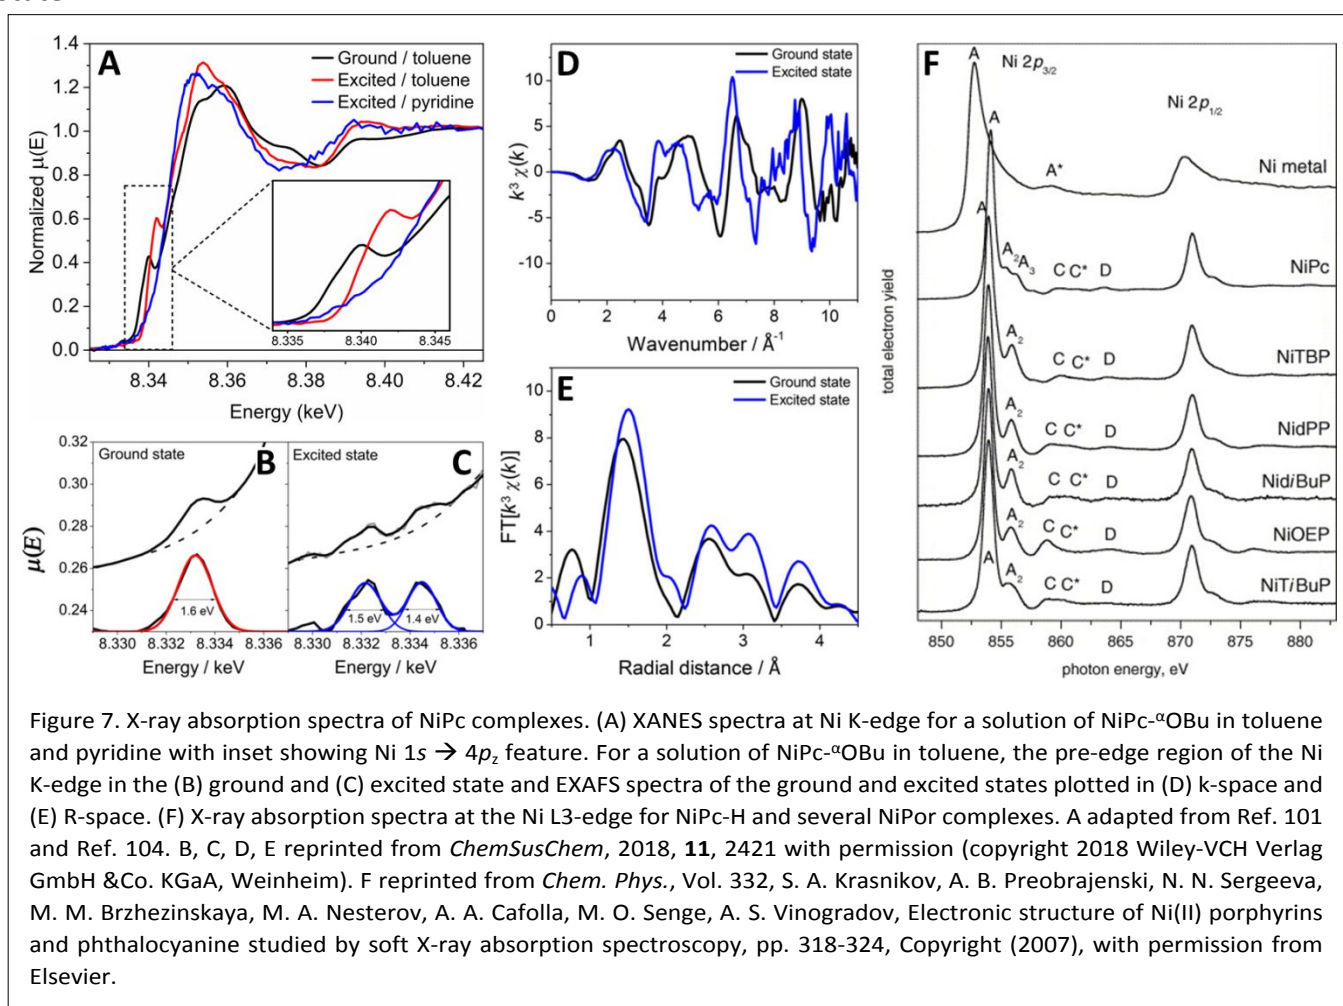 A
Ground / toluene
Excited / toluene
Excited / pyridine
Normalized μ(E)
1.4
1.2
1.0
0.8
0.6
0.4
0.2
0.0
8.335 8.340 8.345
8.34 8.36 8.38 8.40 8.42
Energy (keV)
B
Ground state
C
Excited state
μ(E)
0.32
0.30
0.28
0.26
0.24
1.6 eV
1.5 eV 1.4 eV
8.330 8.332 8.334 8.336 8.330 8.332 8.334 8.336
Energy / keV Energy / keV
D
Ground state
Excited state
k³ χ(k)
10
5
0
-5
-10
0 2 4 6 8 10
Wavenumber / Å⁻¹
E
Ground state
Excited state
FT[k³ χ(k)]
10
8
6
4
2
0
1 2 3 4
Radial distance / Å
F
total electron yield
A Ni 2p3/2
Ni 2p1/2
A
A* Ni metal
A
A2 A3 C C* D NiPc
A2 C C* D NiTBP
A2 C C* D NidPP
A2 C C* D NidiBuP
A2 C C* D NiOEP
A A2 C C* D NiTiBuP
850 855 860 865 870 875 880
photon energy, eV
Figure 7. X-ray absorption spectra of NiPc complexes. (A) XANES spectra at Ni K-edge for a solution of NiPc-ᵅOBu in toluene
and pyridine with inset showing Ni 1s → 4pz feature. For a solution of NiPc-ᵅOBu in toluene, the pre-edge region of the Ni
K-edge in the (B) ground and (C) excited state and EXAFS spectra of the ground and excited states plotted in (D) k-space and
(E) R-space. (F) X-ray absorption spectra at the Ni L3-edge for NiPc-H and several NiPor complexes. A adapted from Ref. 101
and Ref. 104. B, C, D, E reprinted from ChemSusChem, 2018, 11, 2421 with permission (copyright 2018 Wiley-VCH Verlag
GmbH &Co. KGaA, Weinheim). F reprinted from Chem. Phys., Vol. 332, S. A. Krasnikov, A. B. Preobrajenski, N. N. Sergeeva,
M. M. Brzhezinskaya, M. A. Nesterov, A. A. Cafolla, M. O. Senge, A. S. Vinogradov, Electronic structure of Ni(II) porphyrins
and phthalocyanine studied by soft X-ray absorption spectroscopy, pp. 318-324, Copyright (2007), with permission from
Elsevier.